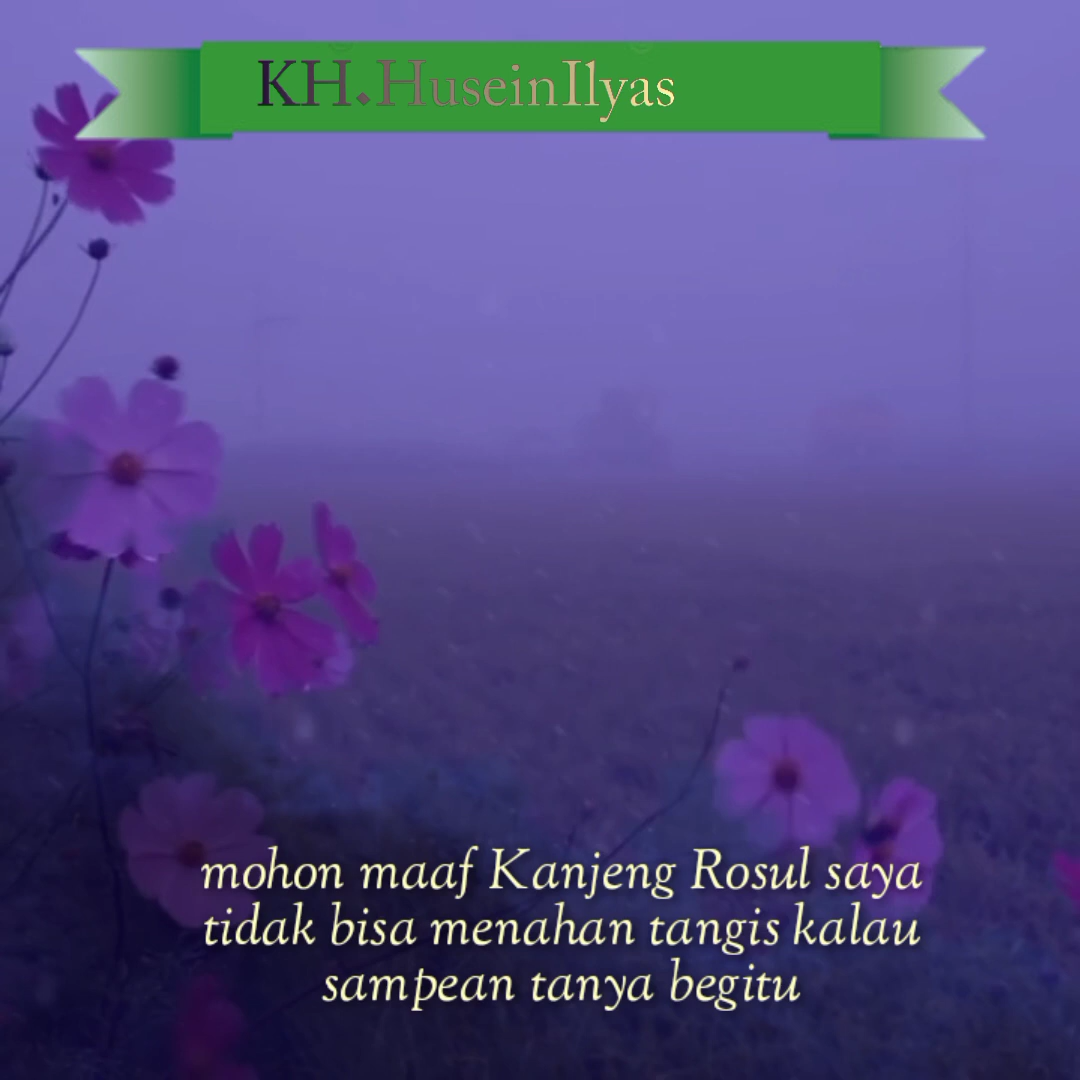 KH.HuseinIlyas
mohon maaf Kanjeng Rosul saya
tidak bisa menahan tangis kalau
sampean tanya begitu